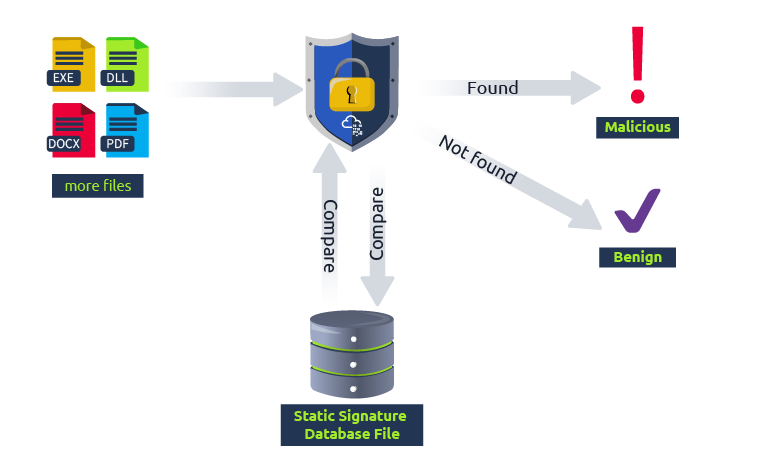 EXE
DLL
DOCX
PDF
more files
Found
Malicious
Not found
Benign
Compare
Compare
Static Signature
Database File